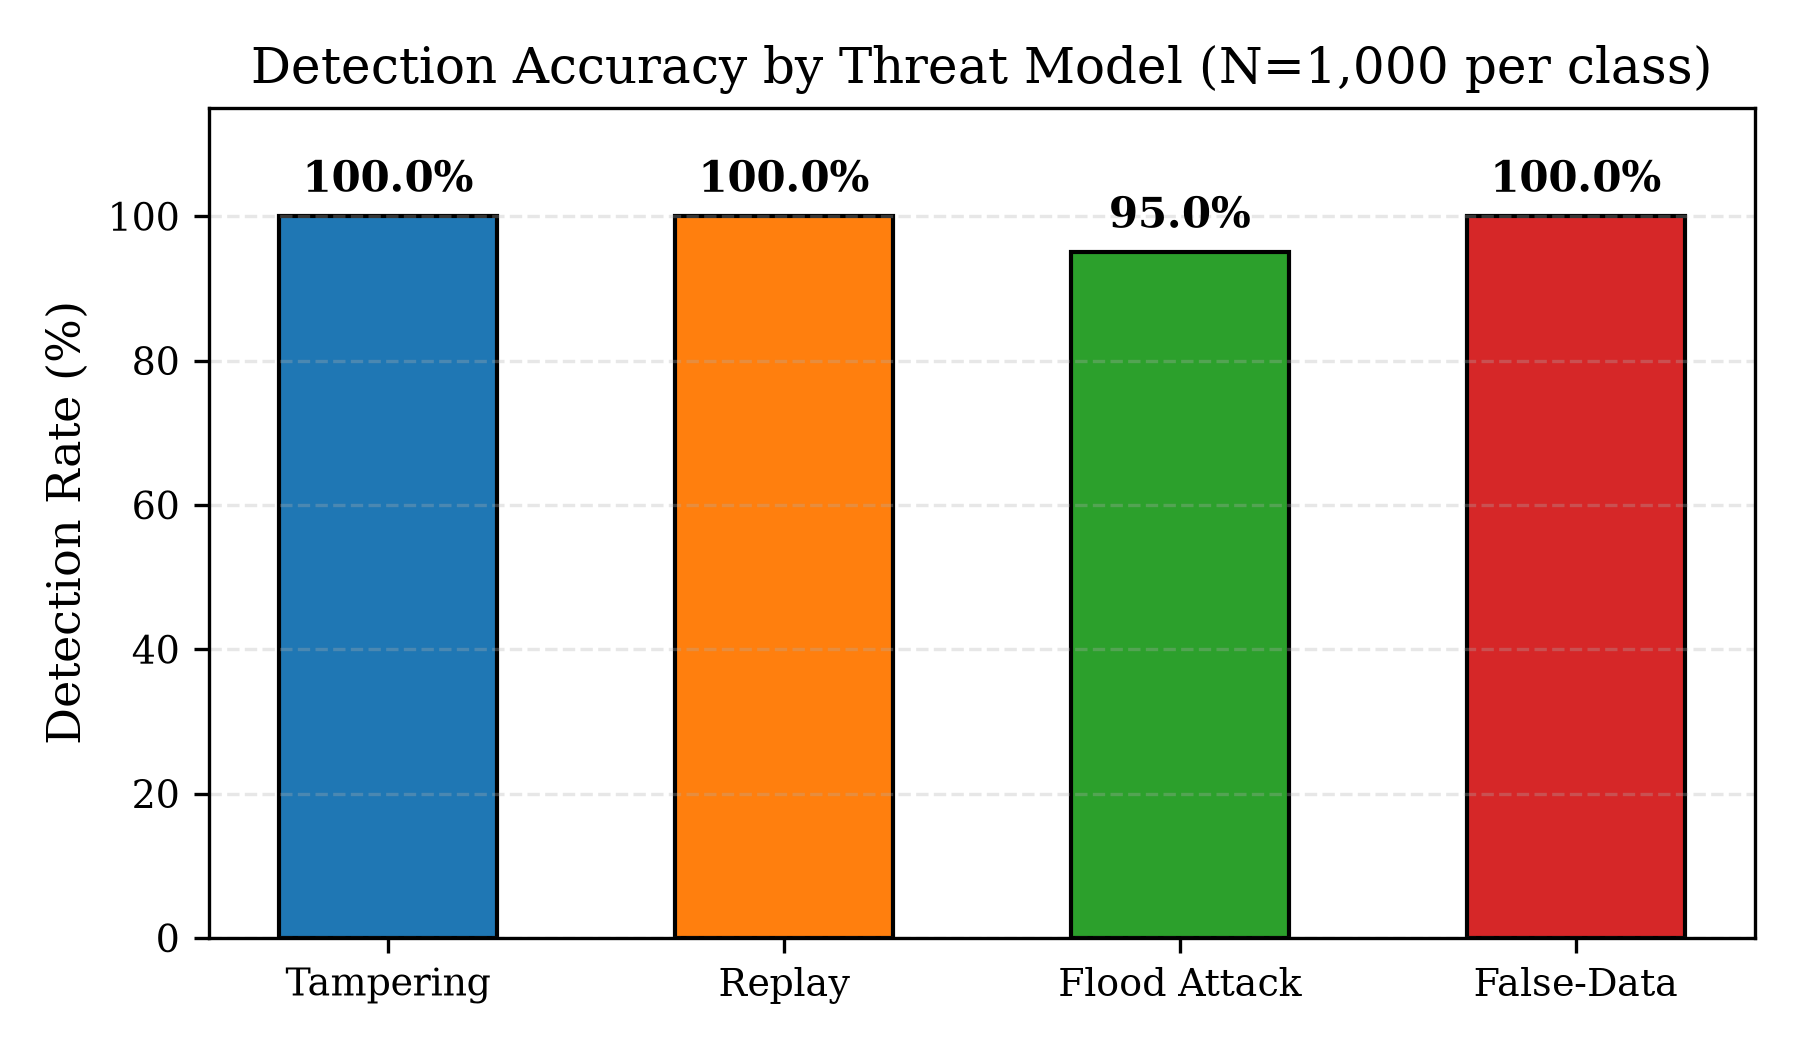 Detection Accuracy by Threat Model (N=1,000 per class)
100.0%
100.0%
95.0%
100.0%
Detection Rate (%)
100
80
60
40
20
0
Tampering
Replay
Flood Attack
False-Data